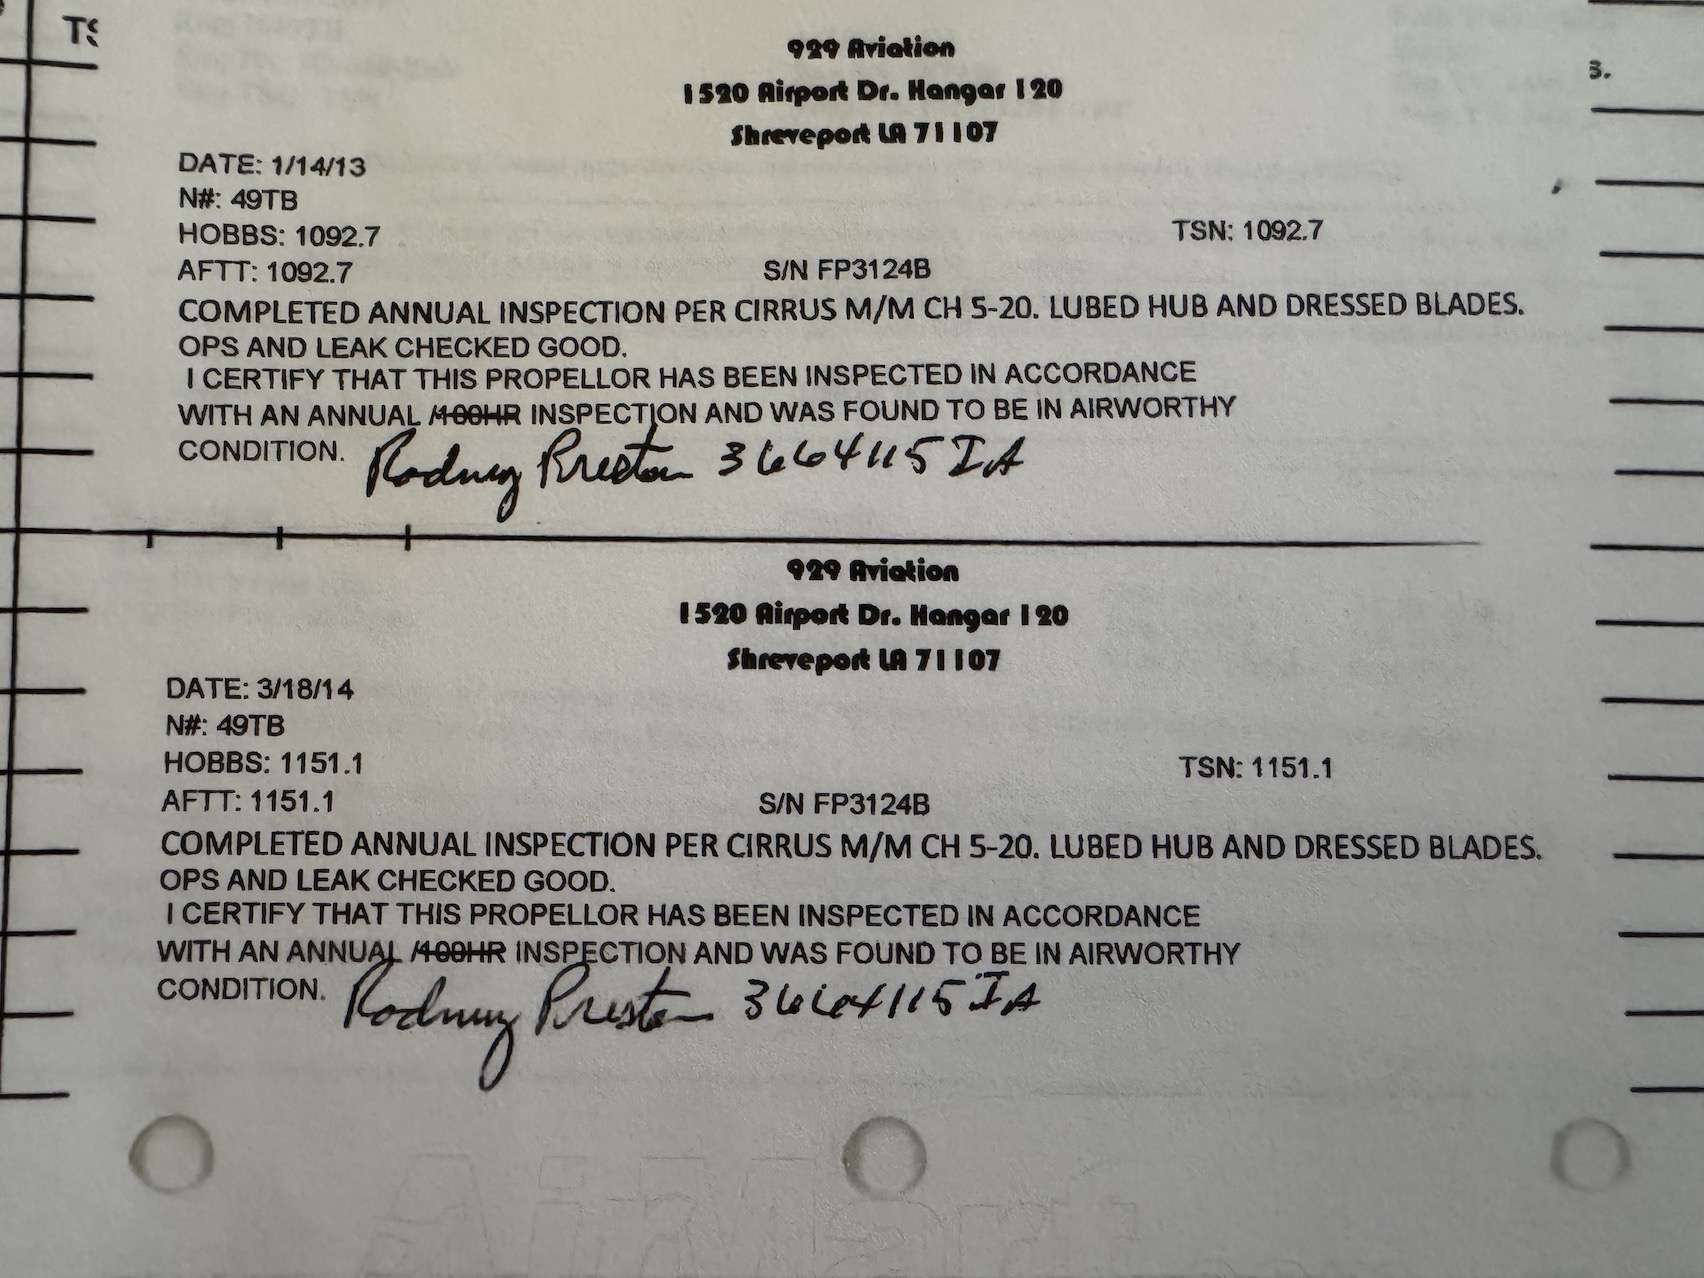 TS
3.
929 Aviation
1520 Airport Dr. Hangar 120
Shreveport LA 71107
DATE: 1/14/13
N#: 49TB
HOBBS: 1092.7 TSN: 1092.7
AFTT: 1092.7 S/N FP3124B
COMPLETED ANNUAL INSPECTION PER CIRRUS M/M CH 5-20. LUBED HUB AND DRESSED BLADES.
OPS AND LEAK CHECKED GOOD.
I CERTIFY THAT THIS PROPELLOR HAS BEEN INSPECTED IN ACCORDANCE
WITH AN ANNUAL /100HR INSPECTION AND WAS FOUND TO BE IN AIRWORTHY
CONDITION. Rodney Preston 3664115 IA
929 Aviation
1520 Airport Dr. Hangar 120
Shreveport LA 71107
DATE: 3/18/14
N#: 49TB
HOBBS: 1151.1 TSN: 1151.1
AFTT: 1151.1 S/N FP3124B
COMPLETED ANNUAL INSPECTION PER CIRRUS M/M CH 5-20. LUBED HUB AND DRESSED BLADES.
OPS AND LEAK CHECKED GOOD.
I CERTIFY THAT THIS PROPELLOR HAS BEEN INSPECTED IN ACCORDANCE
WITH AN ANNUAL /100HR INSPECTION AND WAS FOUND TO BE IN AIRWORTHY
CONDITION. Rodney Preston 3664115 IA